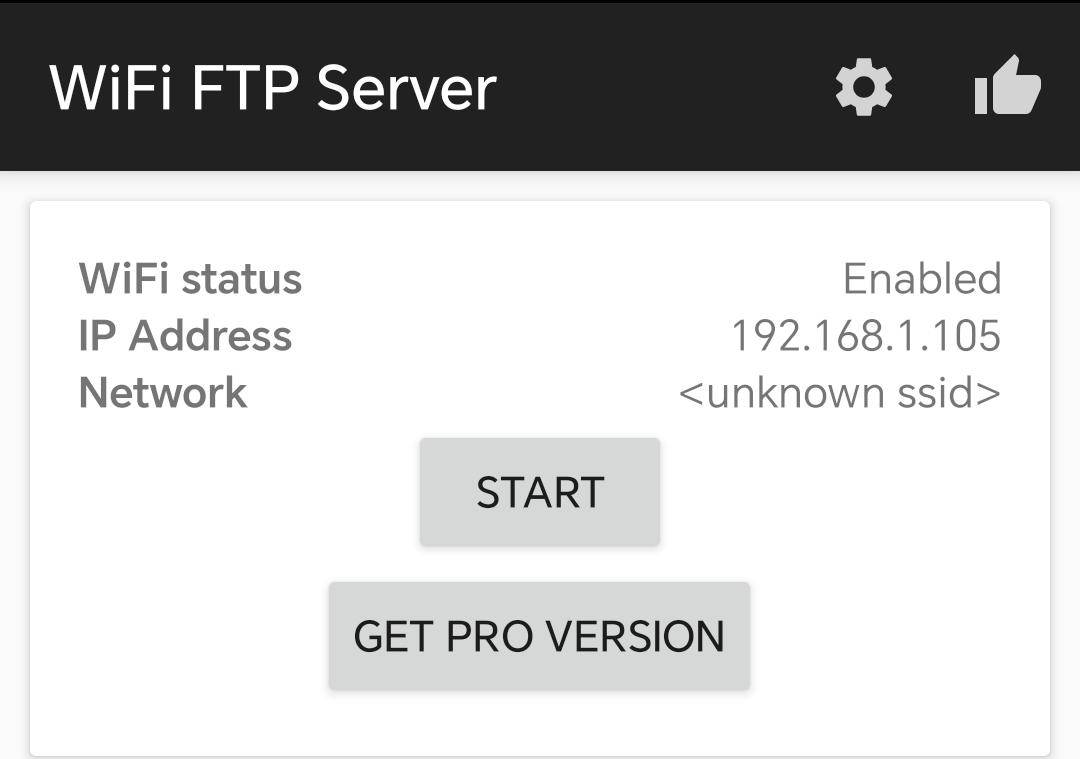 WiFi FTP Server
WiFi status Enabled
IP Address 192.168.1.105
Network <unknown ssid>
START
GET PRO VERSION